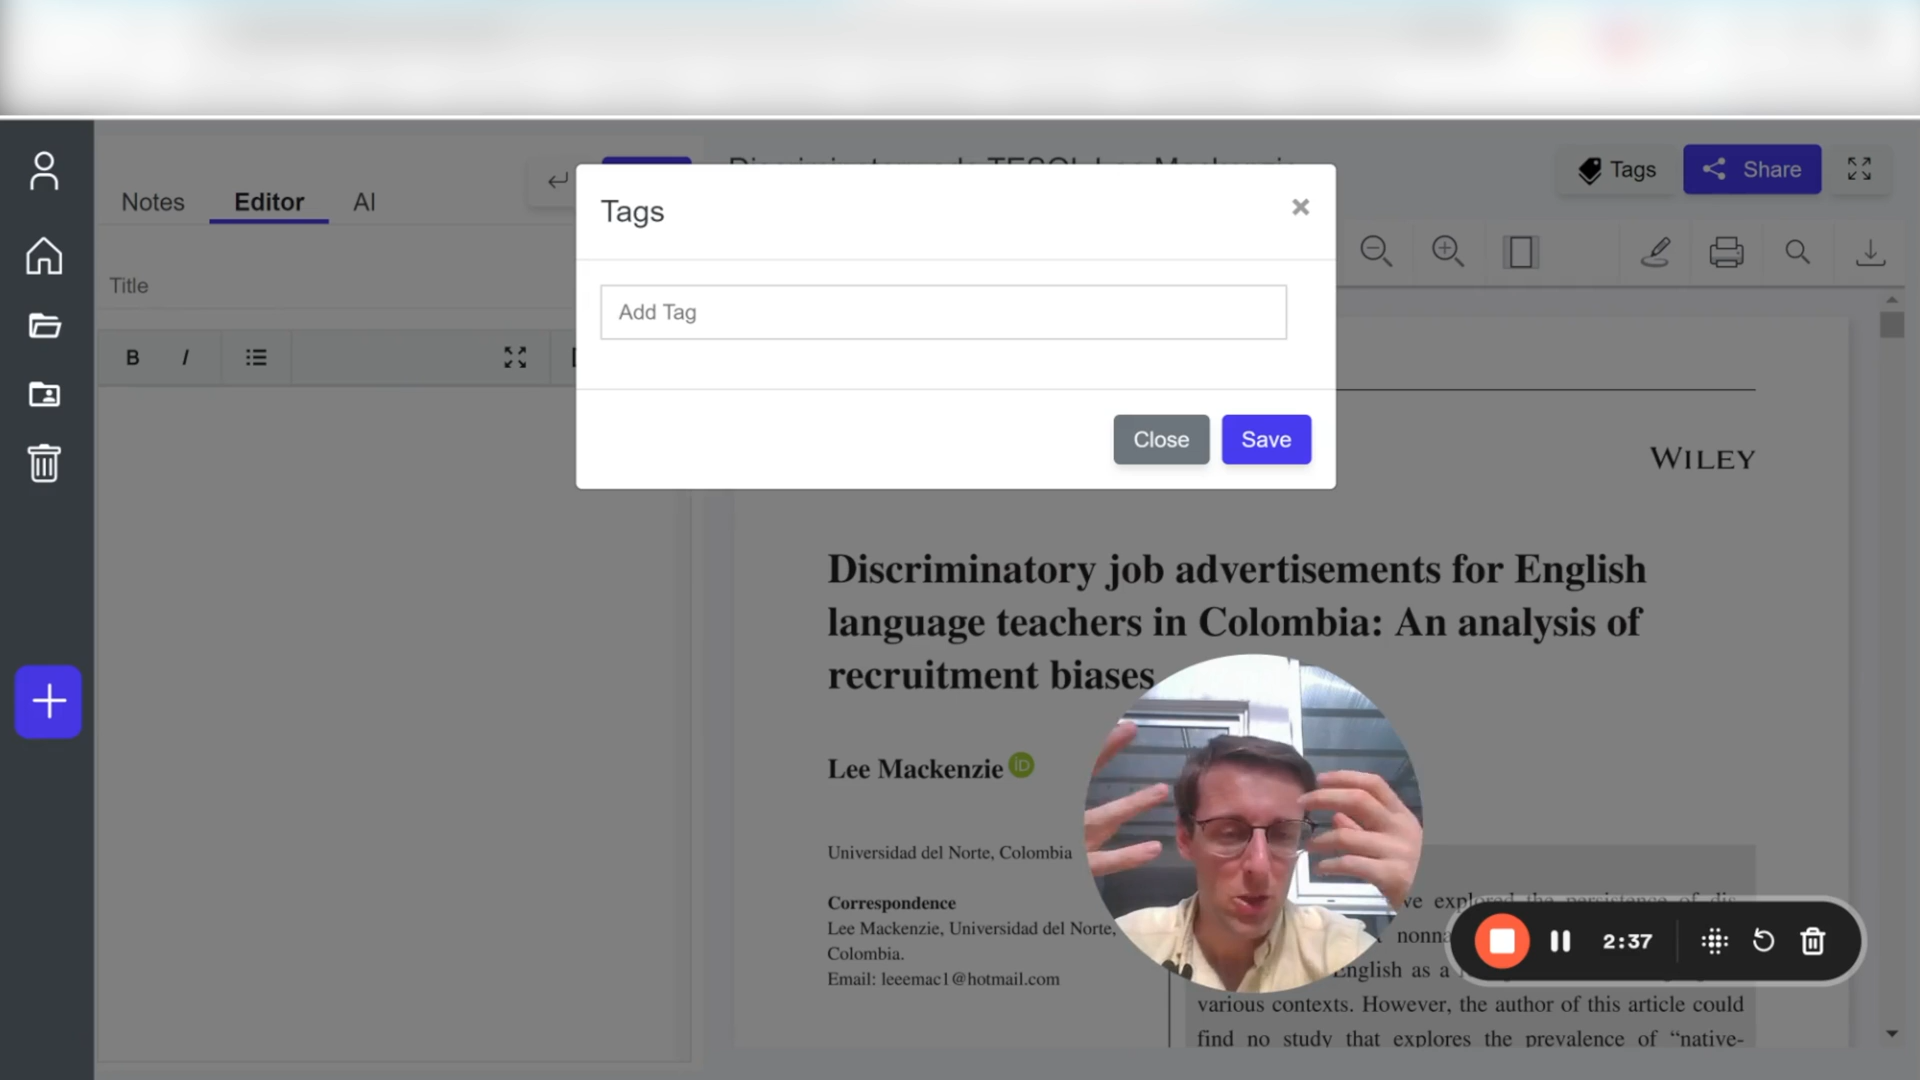 Notes Editor AI
Title
B I
Tags
Add Tag
Close Save
Tags Share
WILEY
Discriminatory job advertisements for English
language teachers in Colombia: An analysis of
recruitment biases
Lee Mackenzie iD
Universidad del Norte, Colombia
Correspondence
Lee Mackenzie, Universidad del Norte,
Colombia.
Email: leeemac1@hotmail.com
English as a
various contexts. However, the author of this article could
find no study that explores the prevalence of “native-
2:37